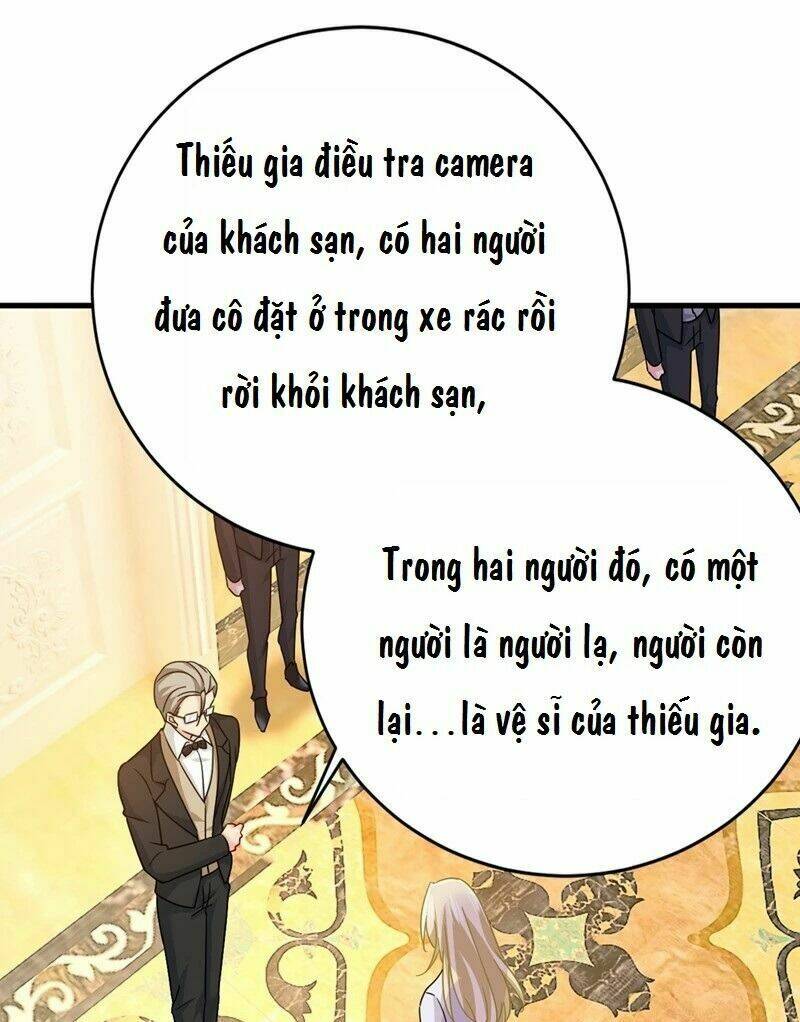 Thiếu gia điều tra camera
của khách sạn, có hai người
đưa cô đặt ở trong xe rác rồi
rời khỏi khách sạn,
Trong hai người đó, có một
người là người lạ, người còn
lại...là vệ sĩ của thiếu gia.